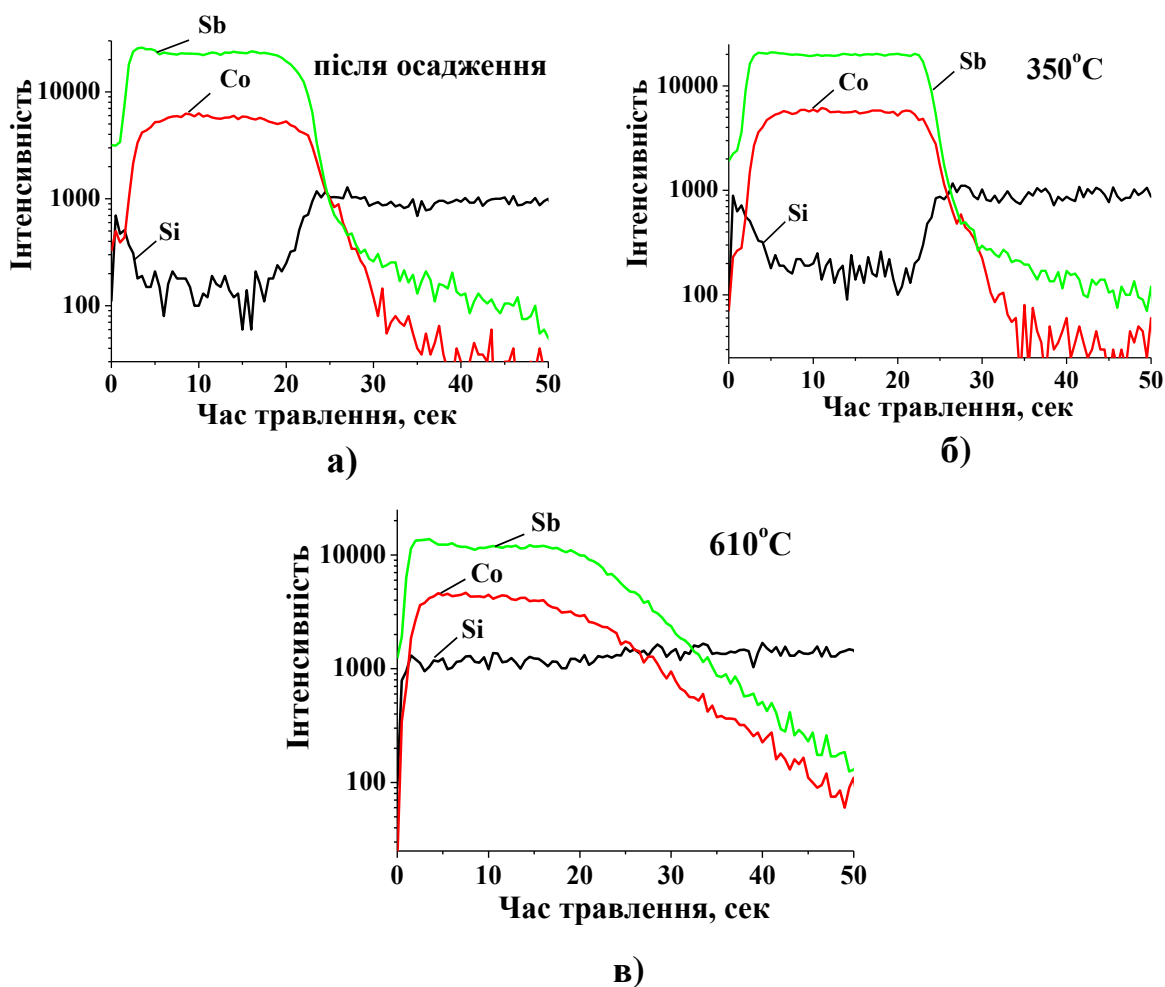 Sb
після осадження
Co
Si
Інтенсивність
10000
1000
100
0 10 20 30 40 50
Час травлення, сек
а)
Sb
350°C
Co
Si
Інтенсивність
10000
1000
100
0 10 20 30 40 50
Час травлення, сек
б)
Sb
610°C
Co
Si
Інтенсивність
10000
1000
100
0 10 20 30 40 50
Час травлення, сек
в)